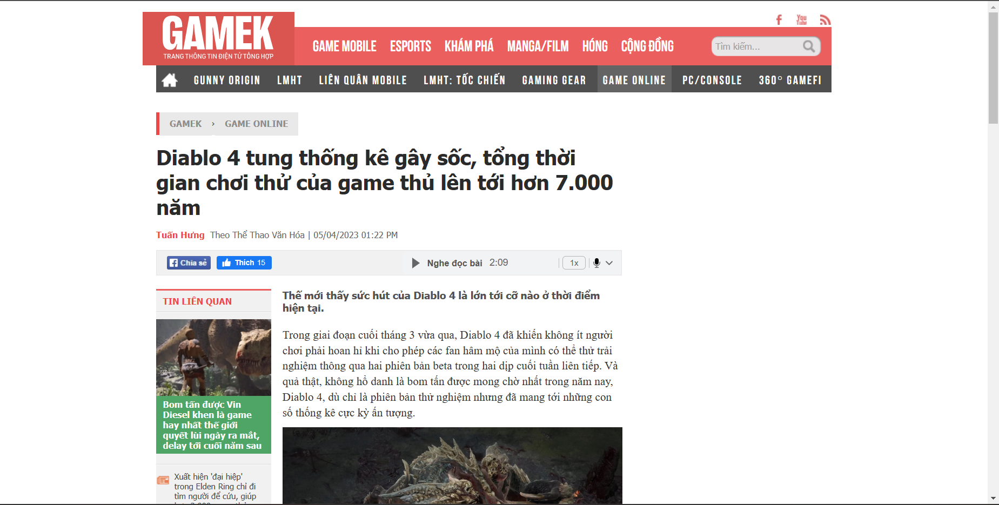 GAMEK
TRANG THÔNG TIN ĐIỆN TỬ TỔNG HỢP
GAME MOBILE ESPORTS KHÁM PHÁ MANGA/FILM HÓNG CỘNG ĐỒNG
You Tube
Tìm kiếm...
GUNNY ORIGIN LMHT LIÊN QUÂN MOBILE LMHT: TỐC CHIẾN GAMING GEAR GAME ONLINE PC/CONSOLE 360° GAMEFI
GAMEK › GAME ONLINE
Diablo 4 tung thống kê gây sốc, tổng thời
gian chơi thử của game thủ lên tới hơn 7.000
năm
Tuấn Hưng Theo Thể Thao Văn Hóa | 05/04/2023 01:22 PM
Chia sẻ Thích 15 Nghe đọc bài 2:09 1x
TIN LIÊN QUAN
Bom tấn được Vin
Diesel khen là game
hay nhất thế giới
quyết lùi ngày ra mắt,
delay tới cuối năm sau
Xuất hiện 'đại hiệp'
trong Elden Ring chỉ đi
tìm người để cứu, giúp
Thế mới thấy sức hút của Diablo 4 là lớn tới cỡ nào ở thời điểm
hiện tại.
Trong giai đoạn cuối tháng 3 vừa qua, Diablo 4 đã khiến không ít người
chơi phải hoan hỉ khi cho phép các fan hâm mộ của mình có thể thử trải
nghiệm thông qua hai phiên bản beta trong hai dịp cuối tuần liên tiếp. Và
quả thật, không hổ danh là bom tấn được mong chờ nhất trong năm nay,
Diablo 4, dù chỉ là phiên bản thử nghiệm nhưng đã mang tới những con
số thống kê cực kỳ ấn tượng.